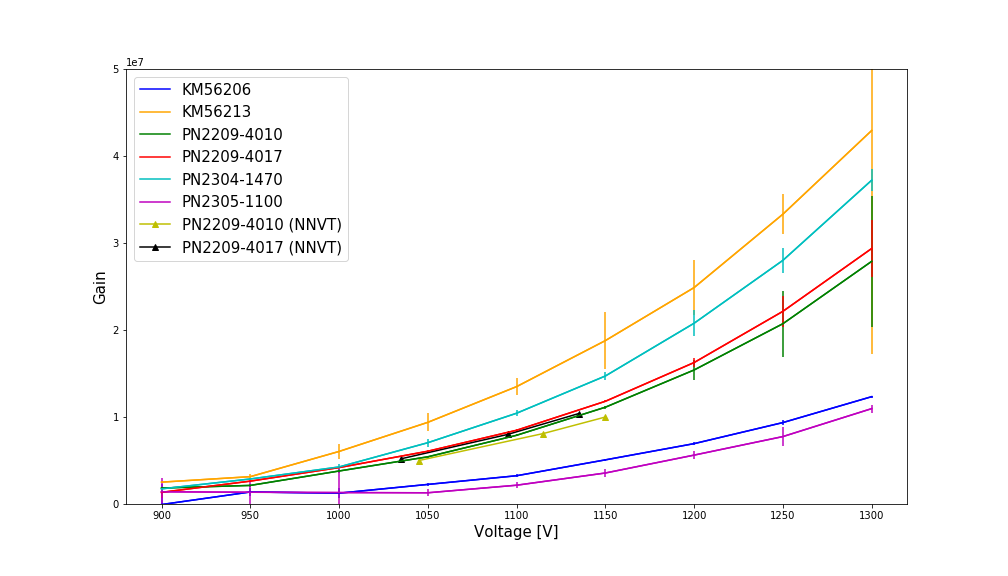 1e7
5
4
3
2
1
0
Gain
KM56206
KM56213
PN2209-4010
PN2209-4017
PN2304-1470
PN2305-1100
PN2209-4010 (NNVT)
PN2209-4017 (NNVT)
900 950 1000 1050 1100 1150 1200 1250 1300
Voltage [V]